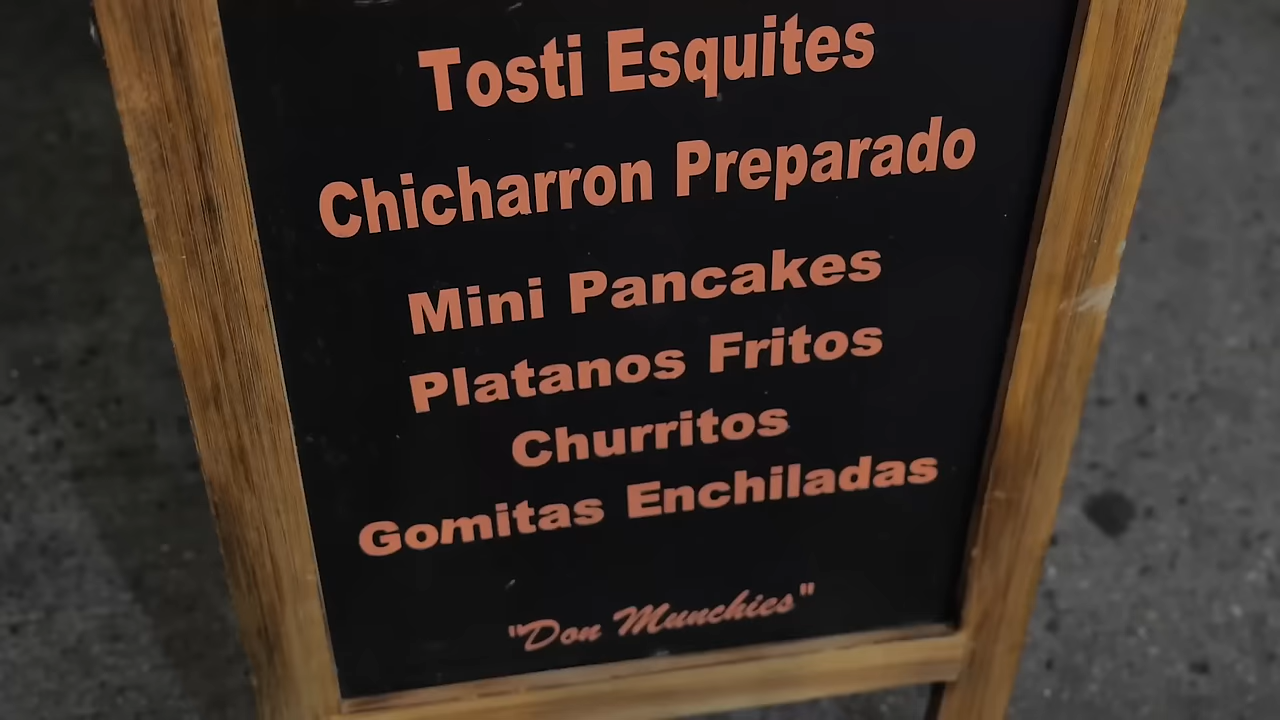 Tosti Esquites
Chicharron Preparado
Mini Pancakes
Platanos Fritos
Churritos
Gomitas Enchiladas
"Don Munchies"